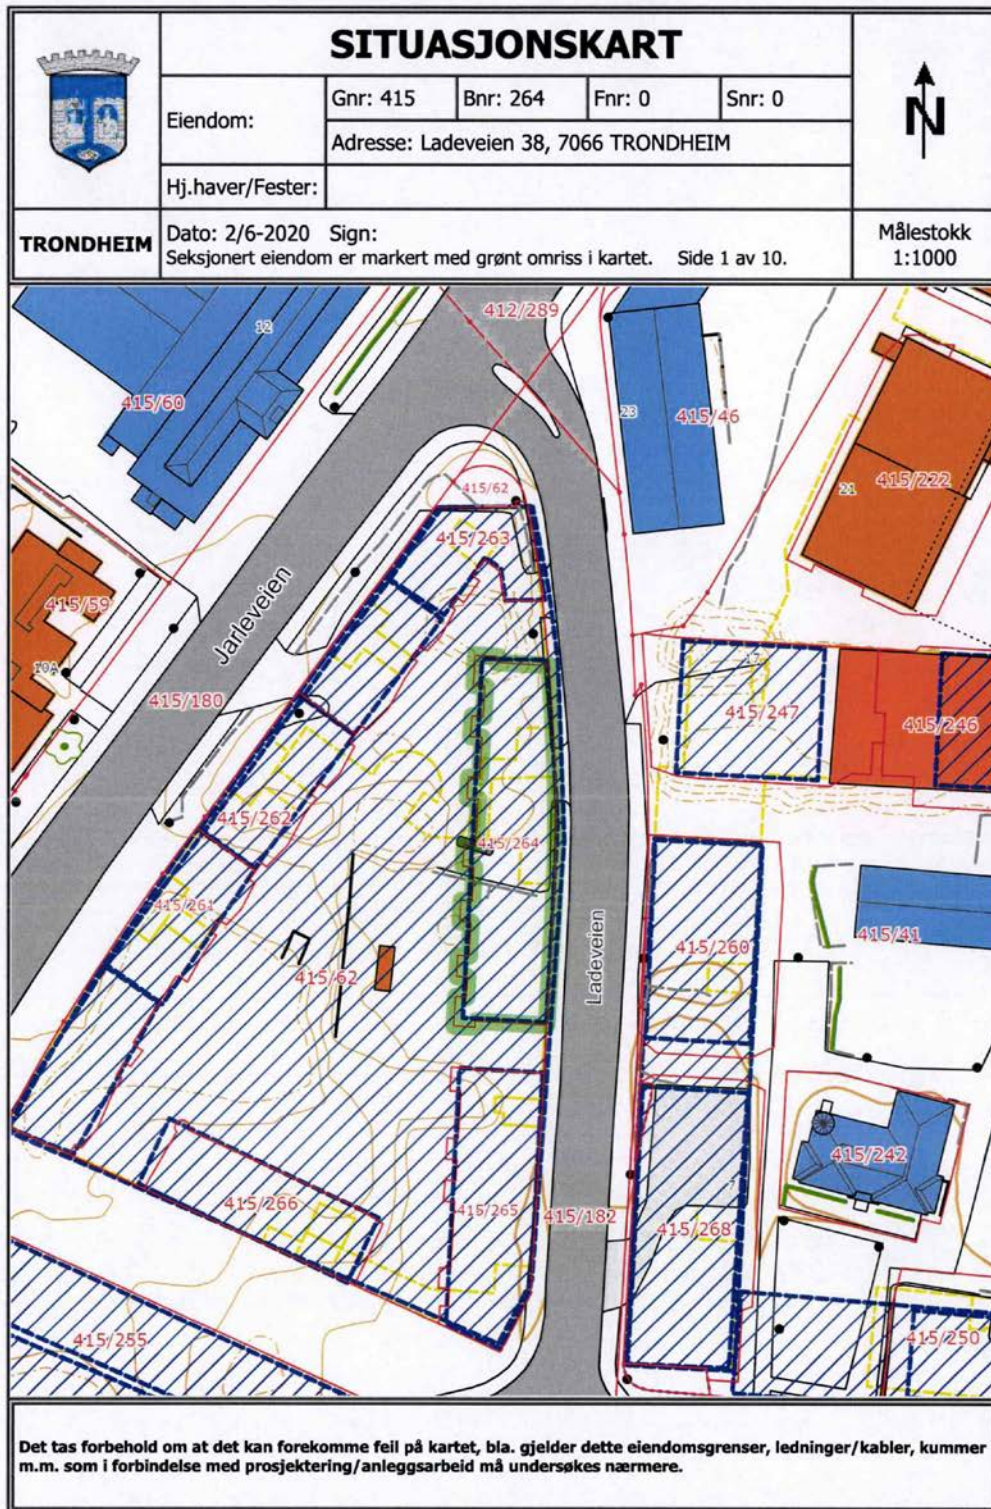 SITUASJONSKART
Eiendom:
Gnr: 415
Bnr: 264
Fnr: 0
Snr: 0
Adresse: Ladeveien 38, 7066 TRONDHEIM
Hj.haver/Fester:
N
TRONDHEIM
Dato: 2/6-2020 Sign:
Seksjonert eiendom er markert med grønt omriss i kartet. Side 1 av 10.
Målestokk
1:1000
412/289
12
415/60
23
415/46
415/62
415/222
21
415/263
415/59
Jarleveien
10A
415/180
17
415/247
415/246
415/262
415/264
415/261
415/41
415/260
415/62
Ladeveien
415/242
7
415/266
415/265
415/182
415/268
415/255
415/250
Det tas forbehold om at det kan forekomme feil på kartet, bla. gjelder dette eiendomsgrenser, ledninger/kabler, kummer
m.m. som i forbindelse med prosjektering/anleggsarbeid må undersøkes nærmere.